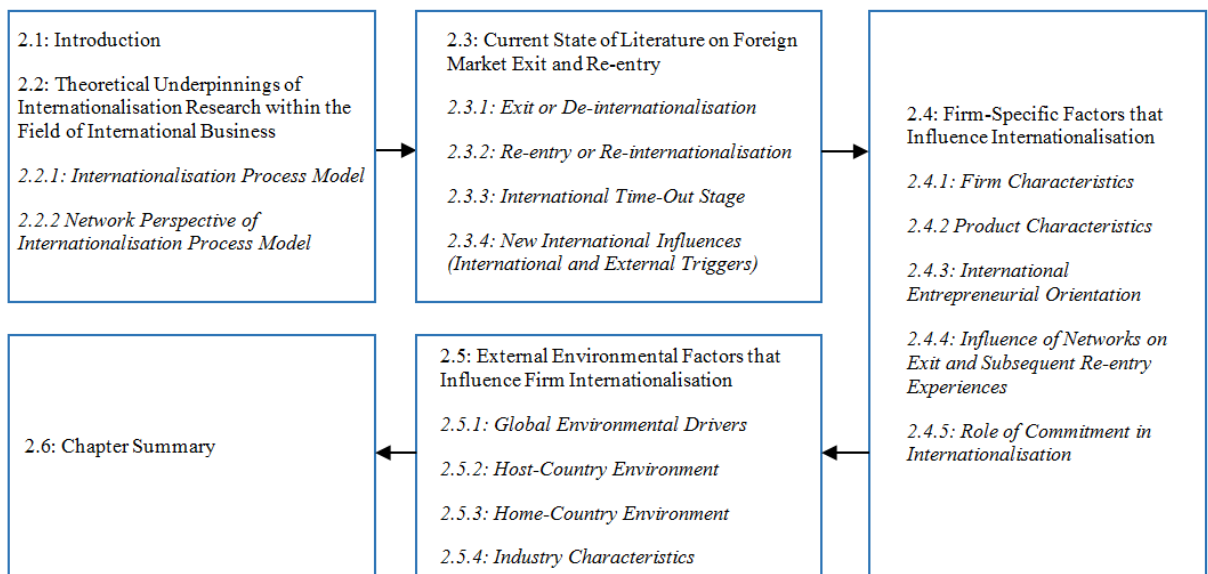 2.1: Introduction
2.2: Theoretical Underpinnings of
Internationalisation Research within the
Field of International Business
2.2.1: Internationalisation Process Model
2.2.2 Network Perspective of
Internationalisation Process Model
2.3: Current State of Literature on Foreign
Market Exit and Re-entry
2.3.1: Exit or De-internationalisation
2.3.2: Re-entry or Re-internationalisation
2.3.3: International Time-Out Stage
2.3.4: New International Influences
(International and External Triggers)
2.4: Firm-Specific Factors that
Influence Internationalisation
2.4.1: Firm Characteristics
2.4.2 Product Characteristics
2.4.3: International
Entrepreneurial Orientation
2.4.4: Influence of Networks on
Exit and Subsequent Re-entry
Experiences
2.4.5: Role of Commitment in
Internationalisation
2.5: External Environmental Factors that
Influence Firm Internationalisation
2.5.1: Global Environmental Drivers
2.5.2: Host-Country Environment
2.5.3: Home-Country Environment
2.5.4: Industry Characteristics
2.6: Chapter Summary